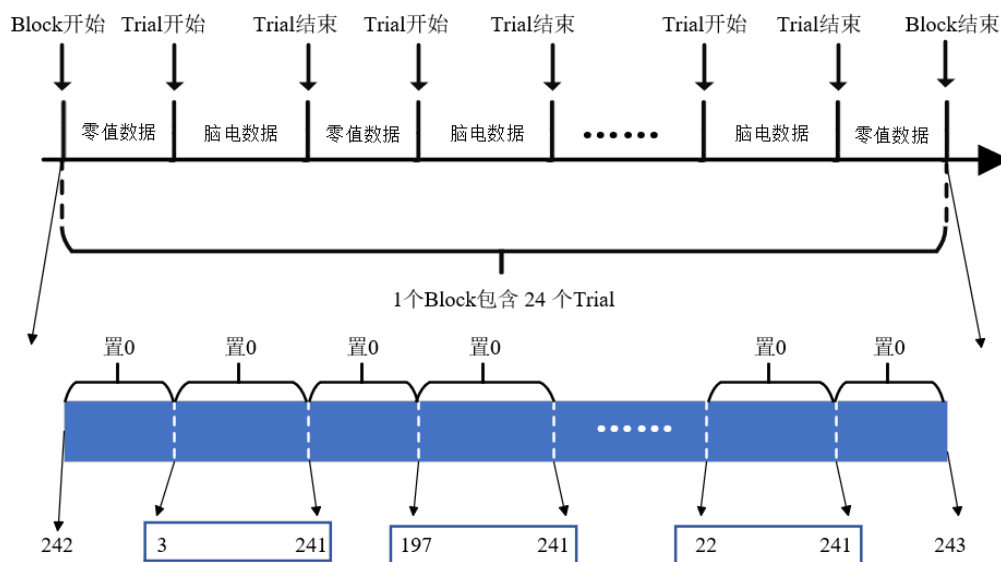 Block开始 Trial开始 Trial结束 Trial开始 Trial结束 Trial开始 Trial结束 Block结束
零值数据 脑电数据 零值数据 脑电数据 •••••• 脑电数据 零值数据
1个Block包含 24 个Trial
置0 置0 置0 置0 置0 置0
••••••
242 3 241 197 241 22 241 243